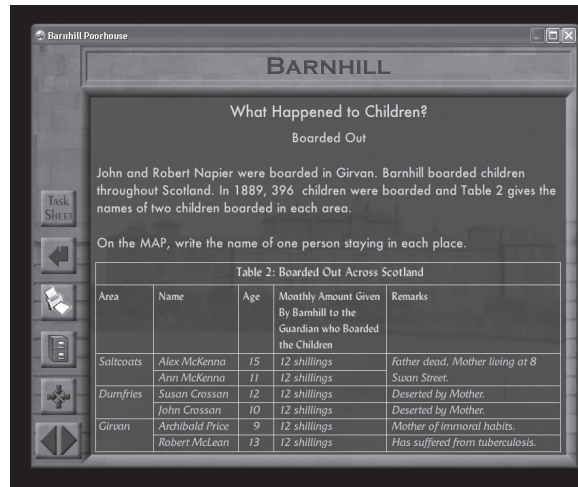 Barnhill Poorhouse
BARNHILL
What Happened to Children?
Boarded Out
John and Robert Napier were boarded in Girvan. Barnhill boarded children
throughout Scotland. In 1889, 396 children were boarded and Table 2 gives the
names of two children boarded in each area.
On the MAP, write the name of one person staying in each place.
TASK
SHEET
Table 2: Boarded Out Across Scotland
Area Name Age Monthly Amount Given Remarks
By Barnhill to the
Guardian who Boarded
the Children
Saltcoats Alex McKenna 15 12 shillings Father dead, Mother living at 8
Ann McKenna 11 12 shillings Swan Street.
Dumfries Susan Crossan 12 12 shillings Deserted by Mother.
John Crossan 10 12 shillings Deserted by Mother.
Girvan Archibald Price 9 12 shillings Mother of immoral habits.
Robert McLean 13 12 shillings Has suffered from tuberculosis.